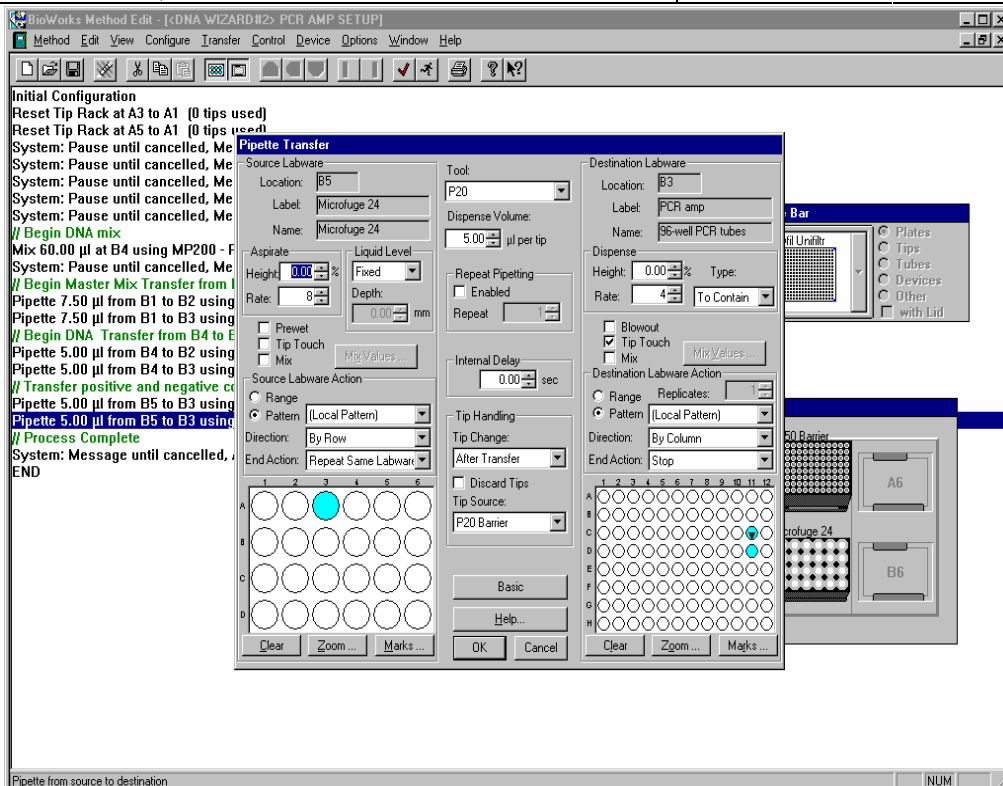 BioWorks Method Edit - [<DNA WIZARD#2> PCR AMP SETUP]
Method Edit View Configure Transfer Control Device Options Window Help
Initial Configuration
Reset Tip Rack at A3 to A1 (0 tips used)
Reset Tip Rack at A5 to A1 (0 tips used)
System: Pause until cancelled, Me
System: Pause until cancelled, Me
System: Pause until cancelled, Me
System: Pause until cancelled, Me
System: Pause until cancelled, Me
// Begin DNA mix
Mix 60.00 µl at B4 using MP200 - F
System: Pause until cancelled, Me
// Begin Master Mix Transfer from
Pipette 7.50 µl from B1 to B2 using
Pipette 7.50 µl from B1 to B3 using
// Begin DNA Transfer from B4 to
Pipette 5.00 µl from B4 to B2 using
Pipette 5.00 µl from B4 to B3 using
// Transfer positive and negative co
Pipette 5.00 µl from B5 to B3 using
Pipette 5.00 µl from B5 to B3 using
// Process Complete
System: Message until cancelled,
END
Pipette Transfer
Source Labware
Location: B5
Label: Microfuge 24
Name: Microfuge 24
Aspirate
Height: 0.00 %
Rate: 8
Liquid Level
Fixed
Depth:
0.00 mm
Prewet
Tip Touch
Mix
Mix Values ...
Source Labware Action
Range
Pattern (Local Pattern)
Direction: By Row
End Action: Repeat Same Labware
1 2 3 4 5 6
A
B
C
D
Clear Zoom ... Marks ...
Tool:
P20
Dispense Volume:
5.00 µl per tip
Repeat Pipetting
Enabled
Repeat 1
Internal Delay
0.00 sec
Tip Handling
Tip Change:
After Transfer
Discard Tips
Tip Source:
P20 Barrier
Basic
Help...
OK Cancel
Destination Labware
Location: B3
Label: PCR amp
Name: 96-well PCR tubes
Dispense
Height: 0.00 % Type:
Rate: 4 To Contain
Blowout
Tip Touch
Mix
Mix Values ...
Destination Labware Action
Range Replicates: 1
Pattern (Local Pattern)
Direction: By Column
End Action: Stop
1 2 3 4 5 6 7 8 9 10 11 12
A
B
C
D
E
F
G
H
Clear Zoom ... Marks ...
Bar
fil Unifiltr
Plates
Tips
Tubes
Devices
Other
with Lid
50 Barrier
A6
crofuge 24
B6
Pipette from source to destination
NUM